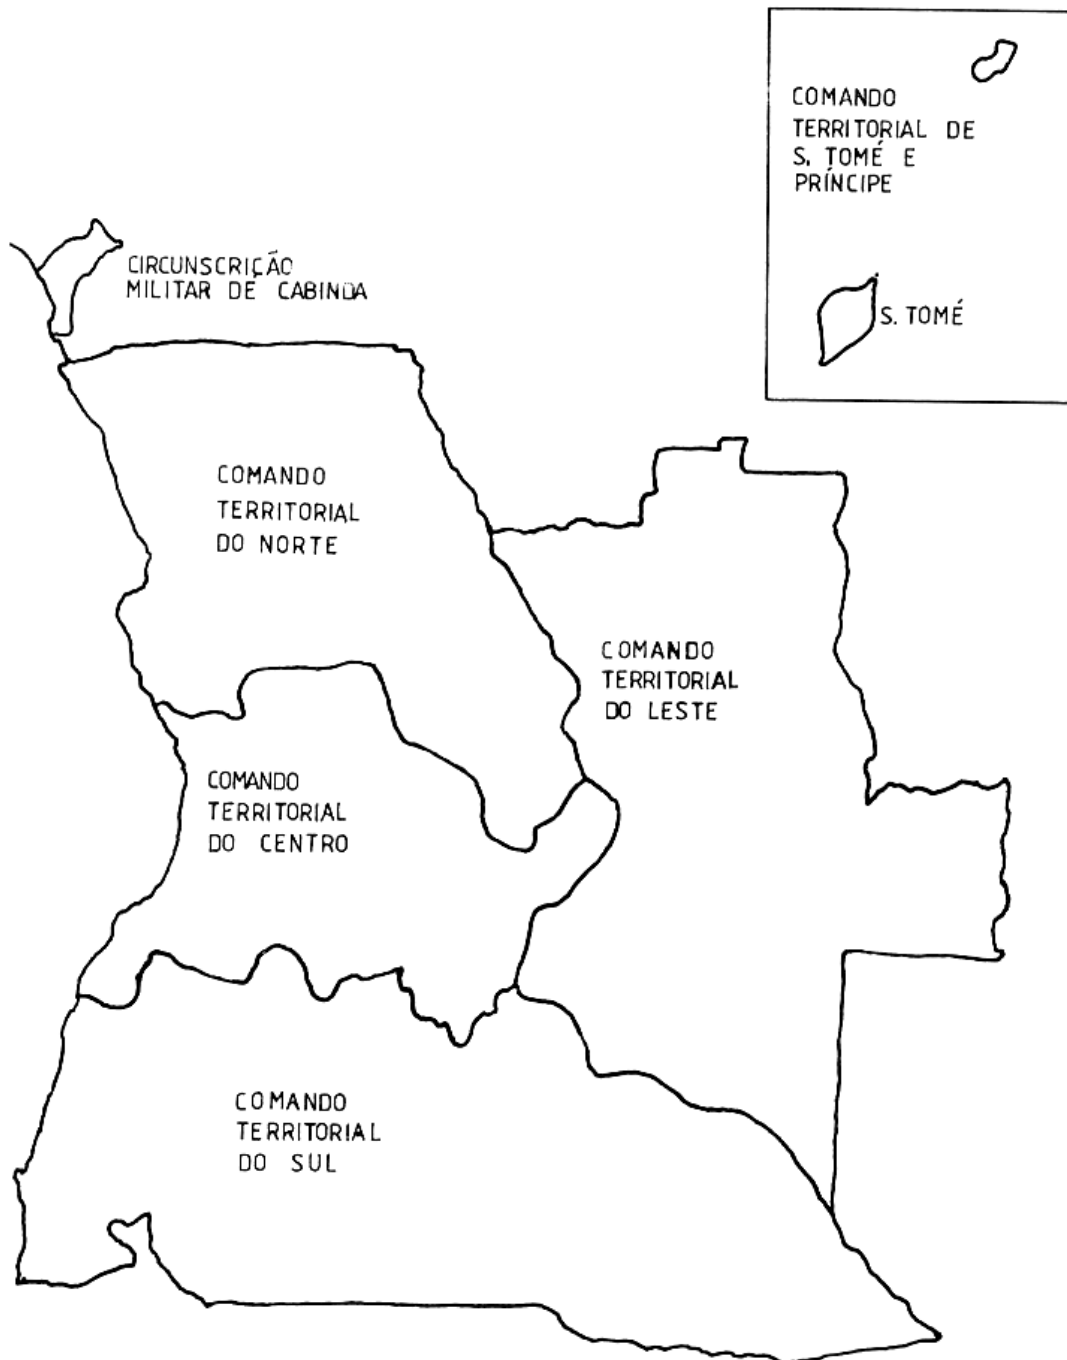 COMANDO
TERRITORIAL DE
S. TOMÉ E
PRÍNCIPE
CIRCUNSCRIÇÃO
MILITAR DE CABINDA
S. TOMÉ
COMANDO
TERRITORIAL
DO NORTE
COMANDO
TERRITORIAL
DO LESTE
COMANDO
TERRITORIAL
DO CENTRO
COMANDO
TERRITORIAL
DO SUL